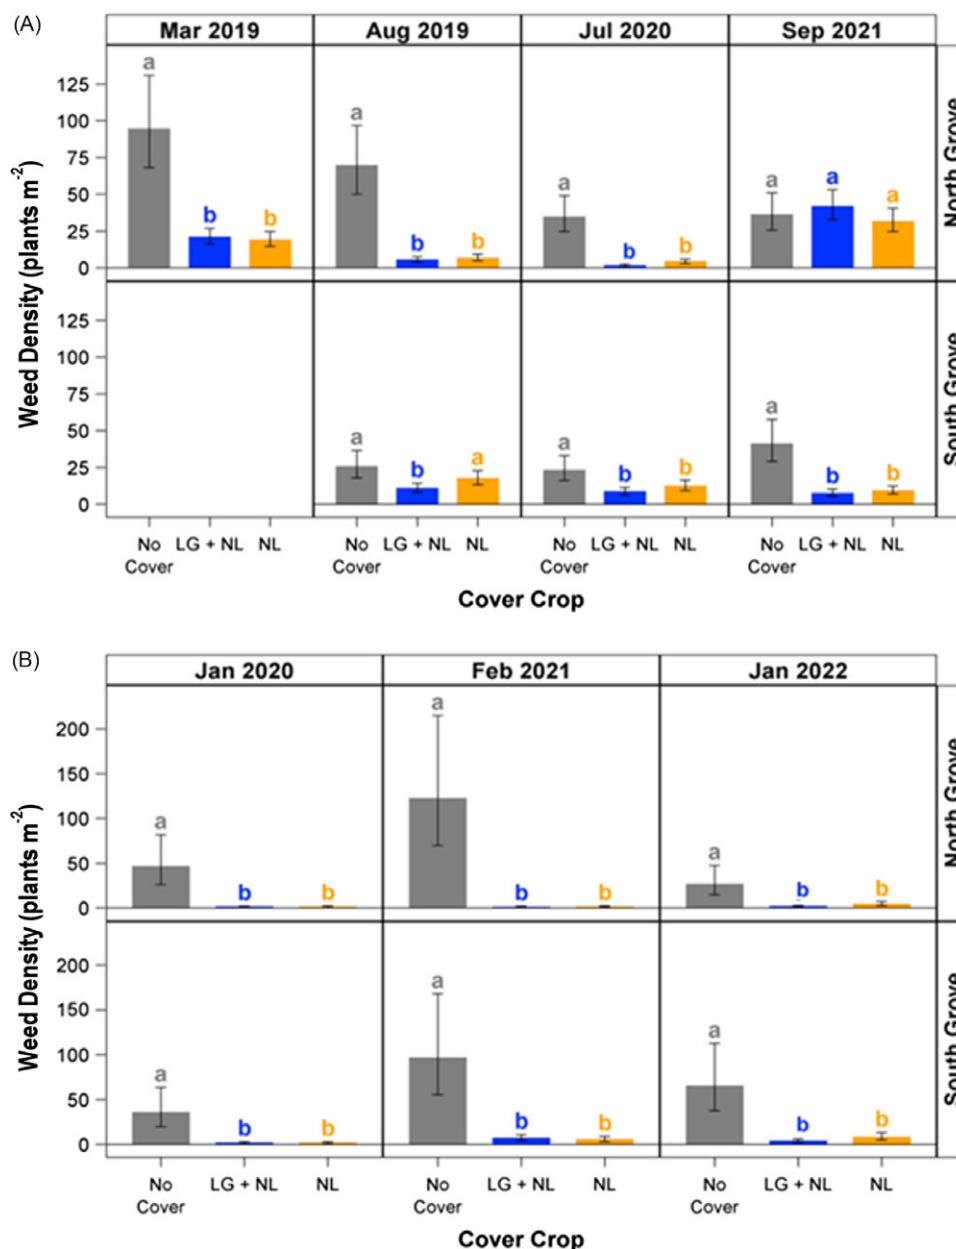 (A)
Mar 2019 Aug 2019 Jul 2020 Sep 2021
Weed Density (plants m-2)
125
100
75
50
25
0
a b b
a b b
a b b
a a a
North Grove
125
100
75
50
25
0
a b a
a b b
a b b
South Grove
No Cover LG + NL NL
No Cover LG + NL NL
No Cover LG + NL NL
No Cover LG + NL NL
Cover Crop
(B)
Jan 2020 Feb 2021 Jan 2022
Weed Density (plants m-2)
200
150
100
50
0
a b b
a b b
a b b
North Grove
200
150
100
50
0
a b b
a b b
a b b
South Grove
No Cover LG + NL NL
No Cover LG + NL NL
No Cover LG + NL NL
Cover Crop